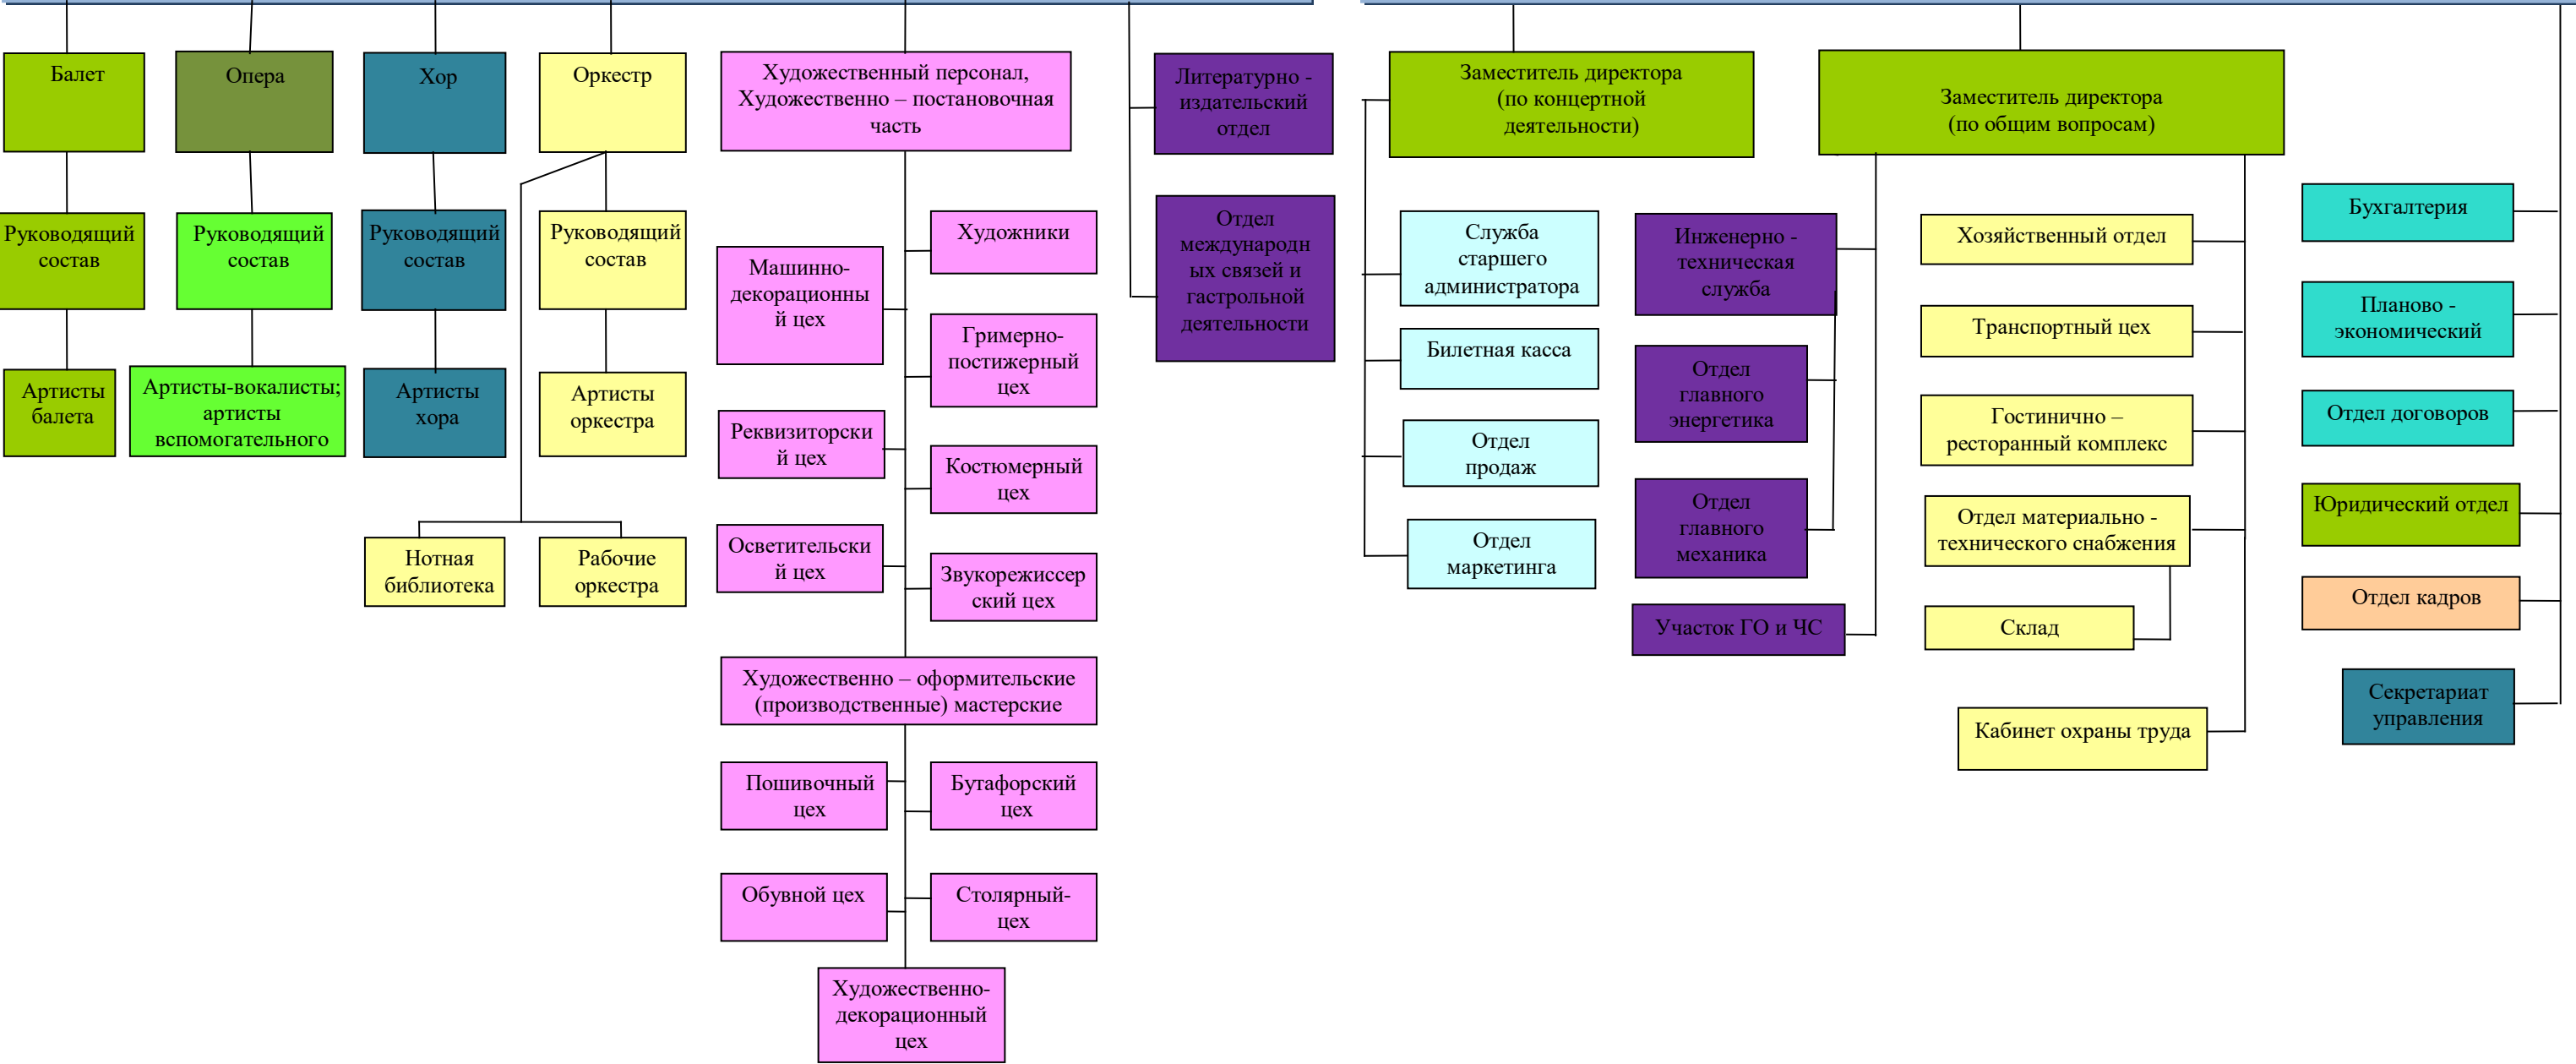 Балет
Опера
Хор
Оркестр
Художественный персонал,
Художественно – постановочная
часть
Литературно -
издательский
отдел
Заместитель директора
(по концертной
деятельности)
Заместитель директора
(по общим вопросам)
Руководящий
состав
Руководящий
состав
Руководящий
состав
Руководящий
состав
Артисты
балета
Артисты-вокалисты;
артисты
вспомогательного
Артисты
хора
Артисты
оркестра
Нотная
библиотека
Рабочие
оркестра
Художники
Машинно-
декорационны
й цех
Гримерно-
постижерный
цех
Реквизиторски
й цех
Костюмерный
цех
Осветительски
й цех
Звукорежиссер
ский цех
Художественно – оформительские
(производственные) мастерские
Пошивочный
цех
Бутафорский
цех
Обувной цех
Столярный-
цех
Художественно-
декорационный
цех
Отдел
международн
ых связей и
гастрольной
деятельности
Служба
старшего
администратора
Билетная касса
Отдел
продаж
Отдел
маркетинга
Инженерно -
техническая
служба
Отдел
главного
энергетика
Отдел
главного
механика
Участок ГО и ЧС
Хозяйственный отдел
Транспортный цех
Гостинично –
ресторанный комплекс
Отдел материально -
технического снабжения
Склад
Кабинет охраны труда
Бухгалтерия
Планово -
экономический
Отдел договоров
Юридический отдел
Отдел кадров
Секретариат
управления